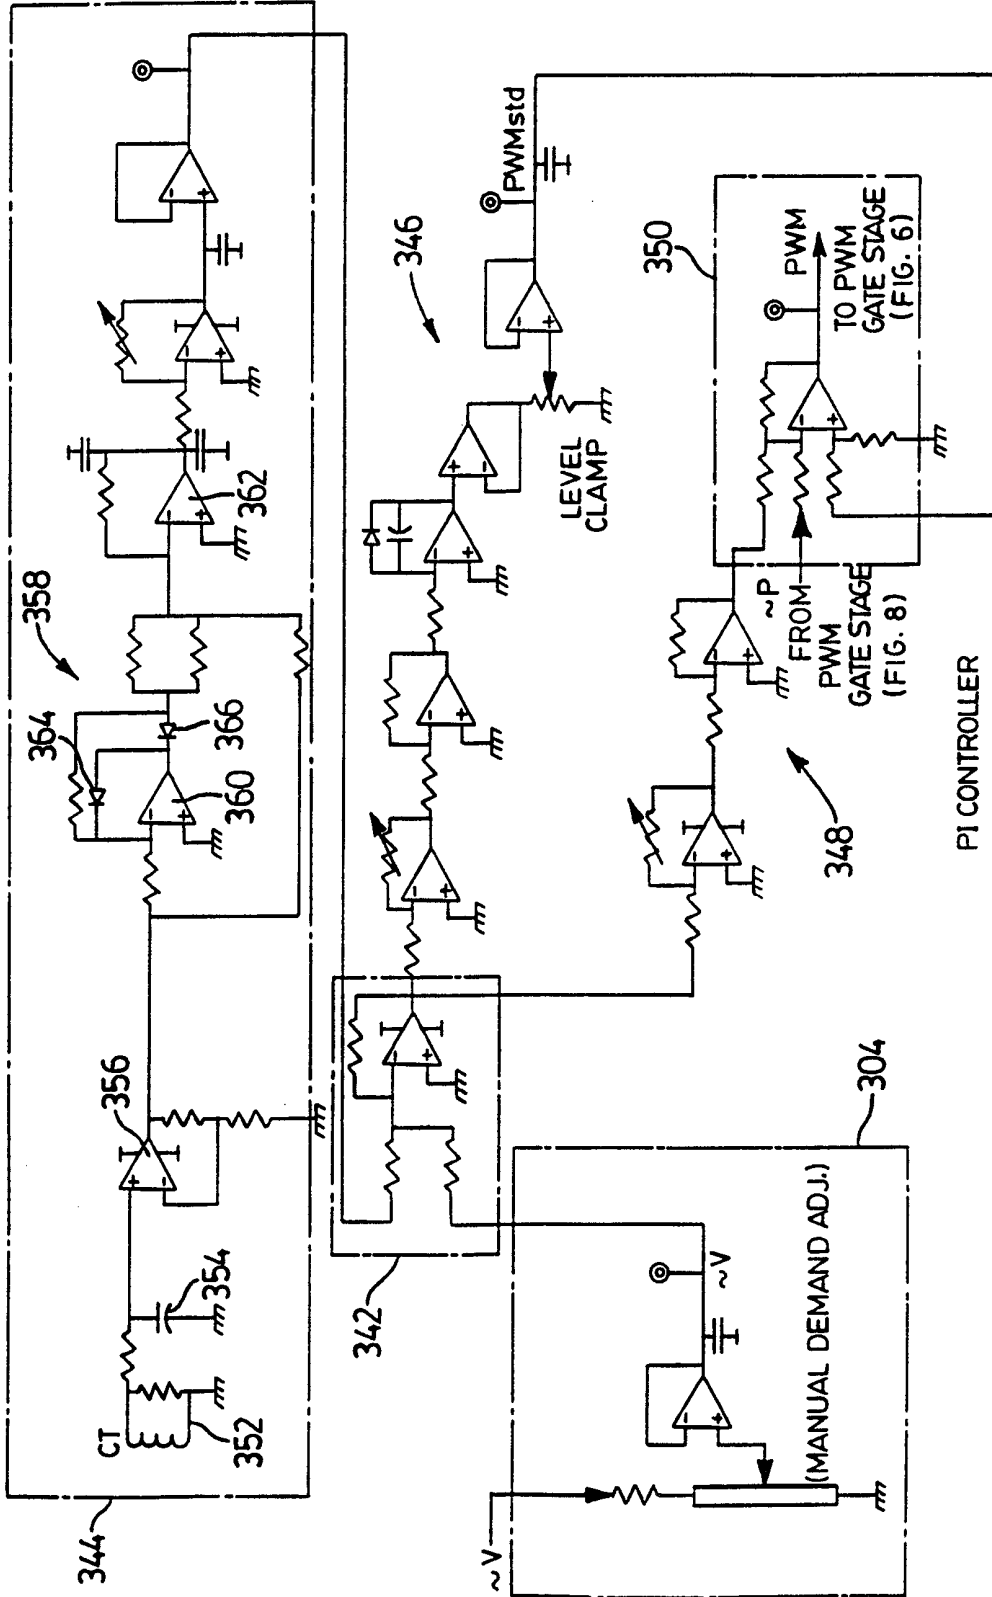 344
CT
352
354
356
358
364
360
366
362
342
346
LEVEL
CLAMP
PWMstd
304
~V
~V
(MANUAL DEMAND ADJ.)
348
350
~P
FROM
PWM
GATE STAGE
(FIG. 8)
PWM
TO PWM
GATE STAGE
(FIG. 6)
PI CONTROLLER